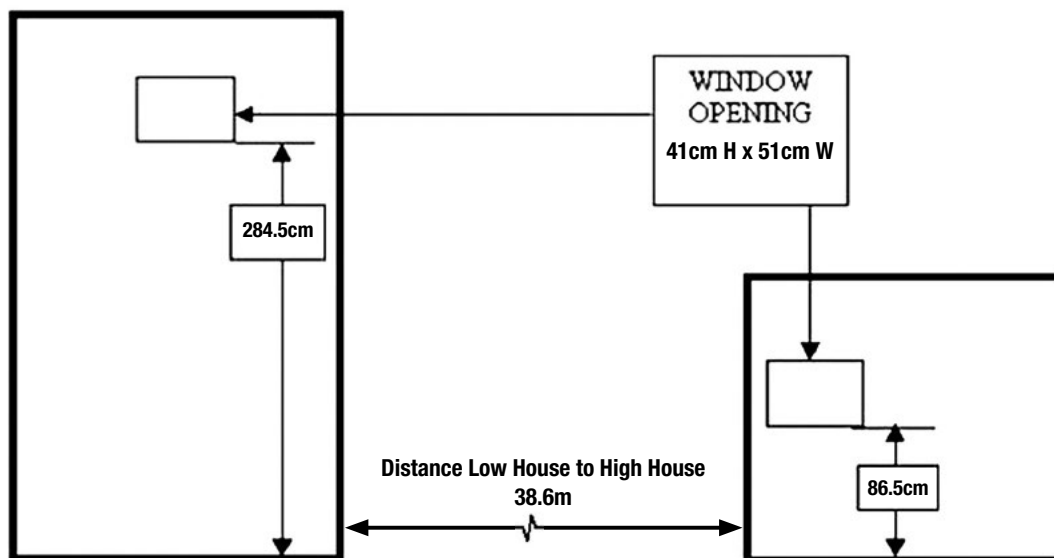 WINDOW
OPENING
41cm H x 51cm W
284.5cm
Distance Low House to High House
38.6m
86.5cm